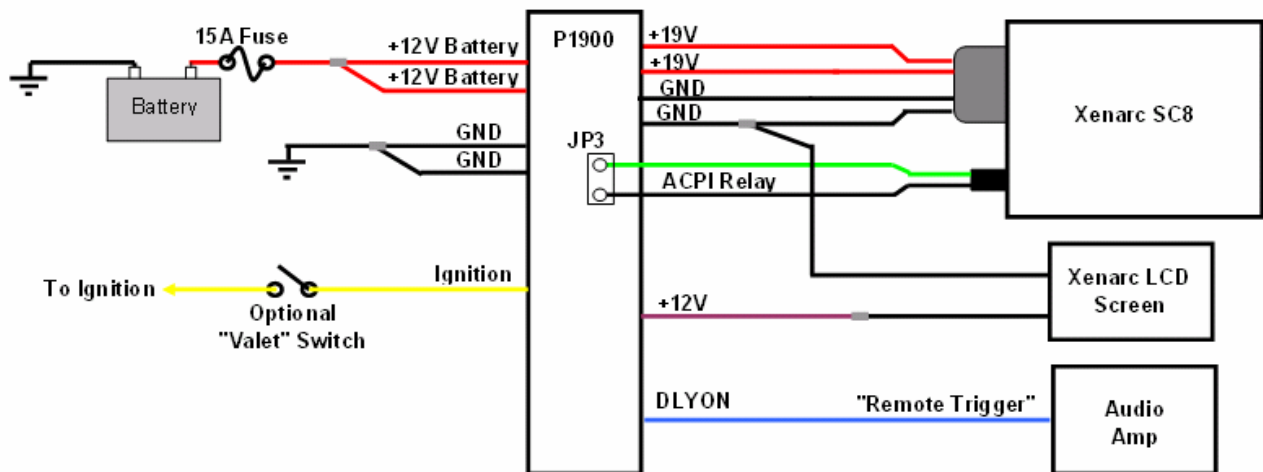 15A Fuse
+12V Battery
+12V Battery
Battery
GND
GND
To Ignition
Ignition
Optional
"Valet" Switch
P1900
JP3
+19V
+19V
GND
GND
ACPI Relay
+12V
DLYON
"Remote Trigger"
Xenarc SC8
Xenarc LCD
Screen
Audio
Amp